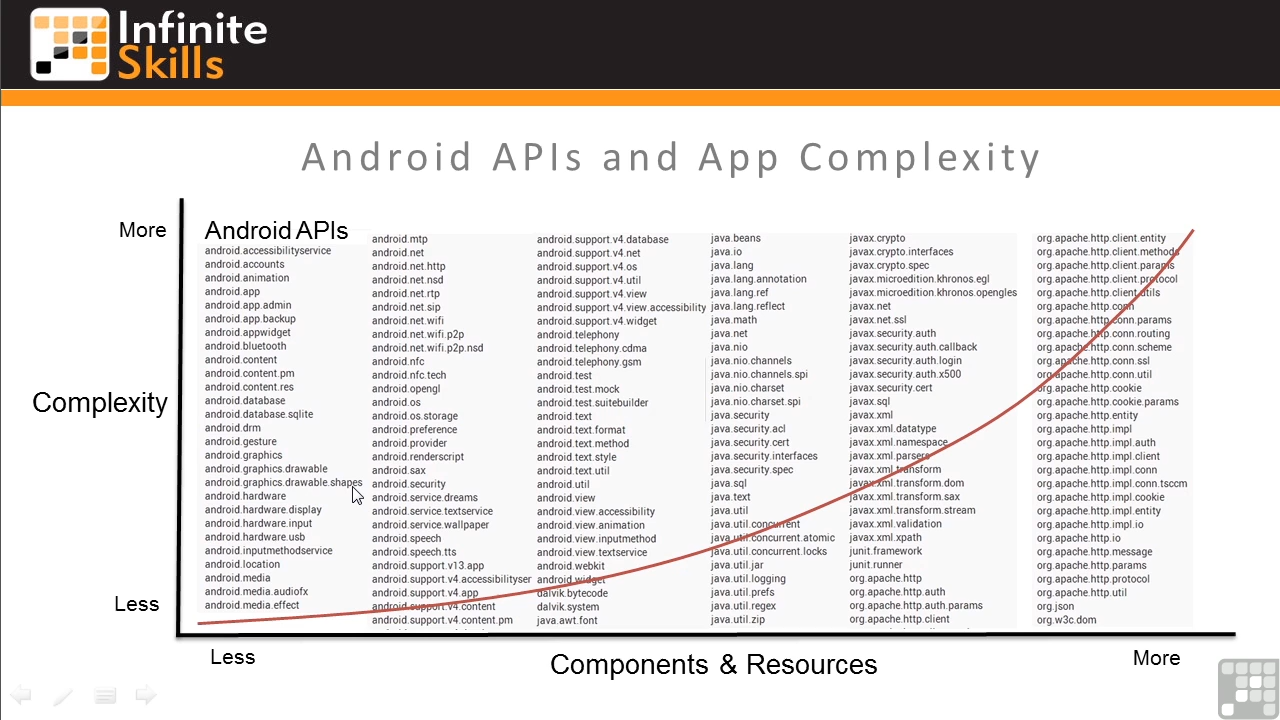 Infinite
Skills
Android APIs and App Complexity
More
Android APIs
android.accessibilityservice
android.accounts
android.animation
android.app
android.app.admin
android.app.backup
android.appwidget
android.bluetooth
android.content
android.content.pm
android.content.res
android.database
android.database.sqlite
android.drm
android.gesture
android.graphics
android.graphics.drawable
android.graphics.drawable.shapes
android.hardware
android.hardware.display
android.hardware.input
android.hardware.usb
android.inputmethodservice
android.location
android.media
android.media.audiofx
android.media.effect
android.mtp
android.net
android.net.http
android.net.nsd
android.net.rtp
android.net.sip
android.net.wifi
android.net.wifi.p2p
android.net.wifi.p2p.nsd
android.nfc
android.nfc.tech
android.opengl
android.os
android.os.storage
android.preference
android.provider
android.renderscript
android.sax
android.security
android.service.dreams
android.service.textservice
android.service.wallpaper
android.speech
android.speech.tts
android.support.v13.app
android.support.v4.accessibilityser
android.support.v4.app
android.support.v4.content
android.support.v4.content.pm
android.support.v4.database
android.support.v4.net
android.support.v4.os
android.support.v4.util
android.support.v4.view
android.support.v4.view.accessibility
android.support.v4.widget
android.telephony
android.telephony.cdma
android.telephony.gsm
android.test
android.test.mock
android.test.suitebuilder
android.text
android.text.format
android.text.method
android.text.style
android.text.util
android.util
android.view
android.view.accessibility
android.view.animation
android.view.inputmethod
android.view.textservice
android.webkit
android.widget
dalvik.bytecode
dalvik.system
java.awt.font
java.beans
java.io
java.lang
java.lang.annotation
java.lang.ref
java.lang.reflect
java.math
java.net
java.nio
java.nio.channels
java.nio.channels.spi
java.nio.charset
java.nio.charset.spi
java.security
java.security.acl
java.security.cert
java.security.interfaces
java.security.spec
java.sql
java.text
java.util
java.util.concurrent
java.util.concurrent.atomic
java.util.concurrent.locks
java.util.jar
java.util.logging
java.util.prefs
java.util.regex
java.util.zip
javax.crypto
javax.crypto.interfaces
javax.crypto.spec
javax.microedition.khronos.egl
javax.microedition.khronos.opengles
javax.net
javax.net.ssl
javax.security.auth
javax.security.auth.callback
javax.security.auth.login
javax.security.auth.x500
javax.security.cert
javax.sql
javax.xml
javax.xml.datatype
javax.xml.namespace
javax.xml.parsers
javax.xml.transform
javax.xml.transform.dom
javax.xml.transform.sax
javax.xml.transform.stream
javax.xml.validation
javax.xml.xpath
junit.framework
junit.runner
org.apache.http
org.apache.http.auth
org.apache.http.auth.params
org.apache.http.client
org.apache.http.client.entity
org.apache.http.client.methods
org.apache.http.client.params
org.apache.http.client.protocol
org.apache.http.client.utils
org.apache.http.conn
org.apache.http.conn.params
org.apache.http.conn.routing
org.apache.http.conn.scheme
org.apache.http.conn.ssl
org.apache.http.conn.util
org.apache.http.cookie
org.apache.http.cookie.params
org.apache.http.entity
org.apache.http.impl
org.apache.http.impl.auth
org.apache.http.impl.client
org.apache.http.impl.conn
org.apache.http.impl.conn.tsccm
org.apache.http.impl.cookie
org.apache.http.impl.entity
org.apache.http.impl.io
org.apache.http.io
org.apache.http.message
org.apache.http.params
org.apache.http.protocol
org.apache.http.util
org.json
org.w3c.dom
Complexity
Less
Less
Components & Resources
More